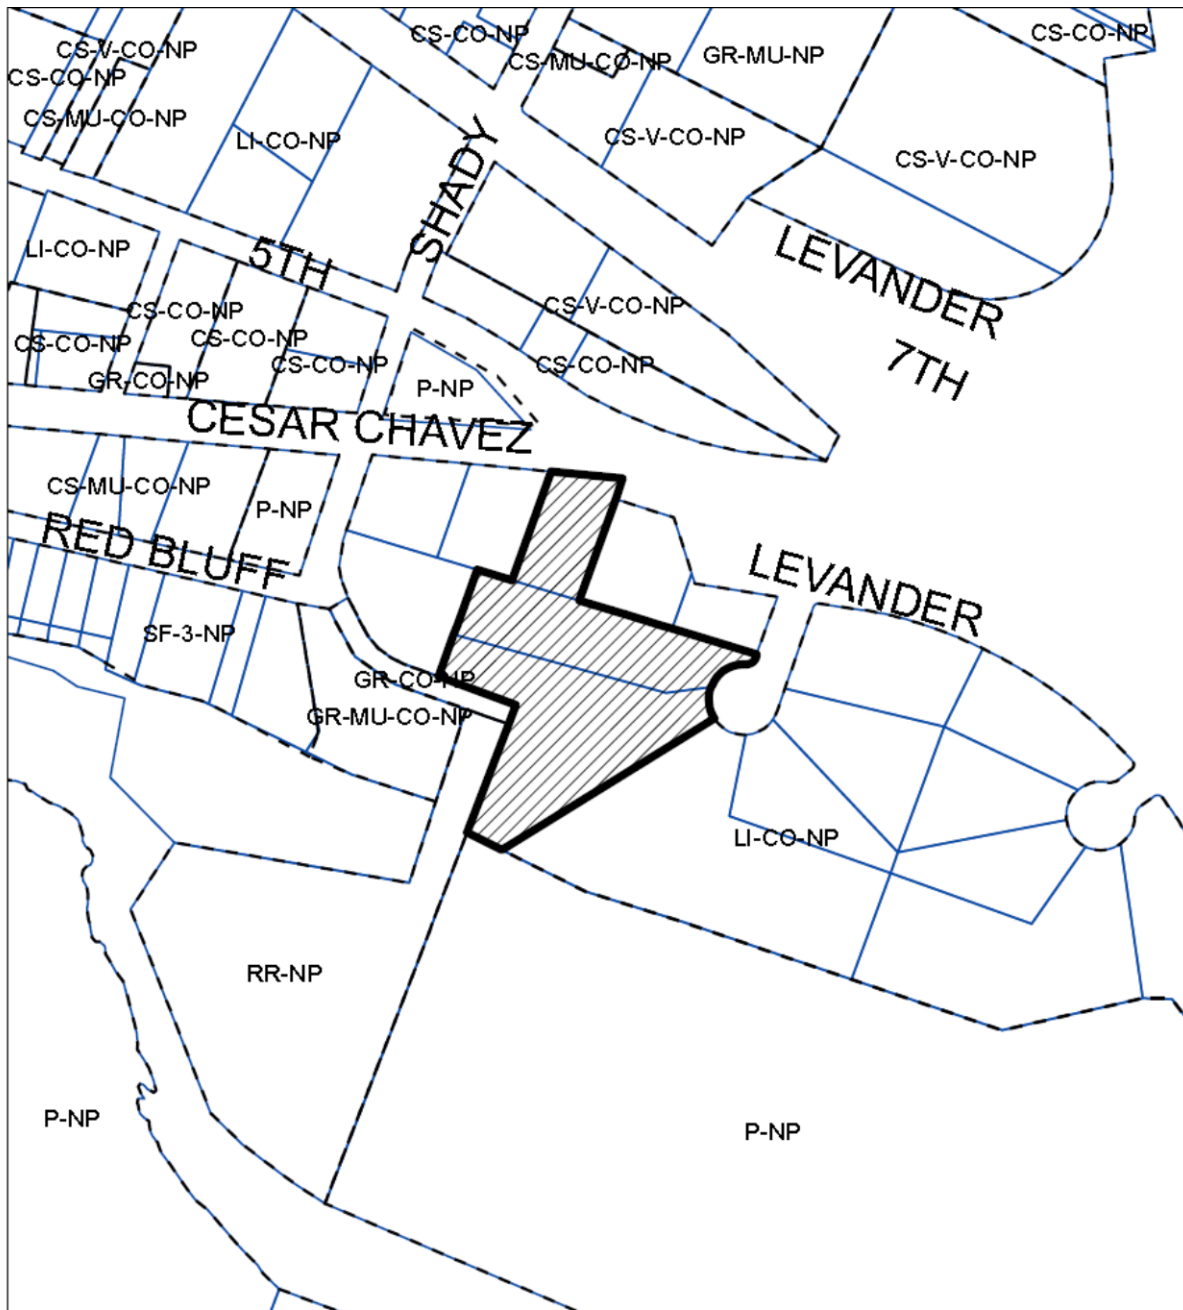 CS-CO-NP
CS-CO-NP
CS-V-CO-NP
CS-MU-CO-NP
GR-MU-NP
CS-CO-NP
CS-MU-CO-NP
LI-CO-NP
CS-V-CO-NP
CS-V-CO-NP
SHADY
LI-CO-NP
5TH
LEVANDER
CS-CO-NP
CS-V-CO-NP
CS-CO-NP
CS-CO-NP
7TH
CS-CO-NP
CS-CO-NP
GR-CO-NP
P-NP
CESAR CHAVEZ
CS-MU-CO-NP
P-NP
RED BLUFF
LEVANDER
SF-3-NP
GR-CO-NP
GR-MU-CO-NP
LI-CO-NP
RR-NP
P-NP
P-NP